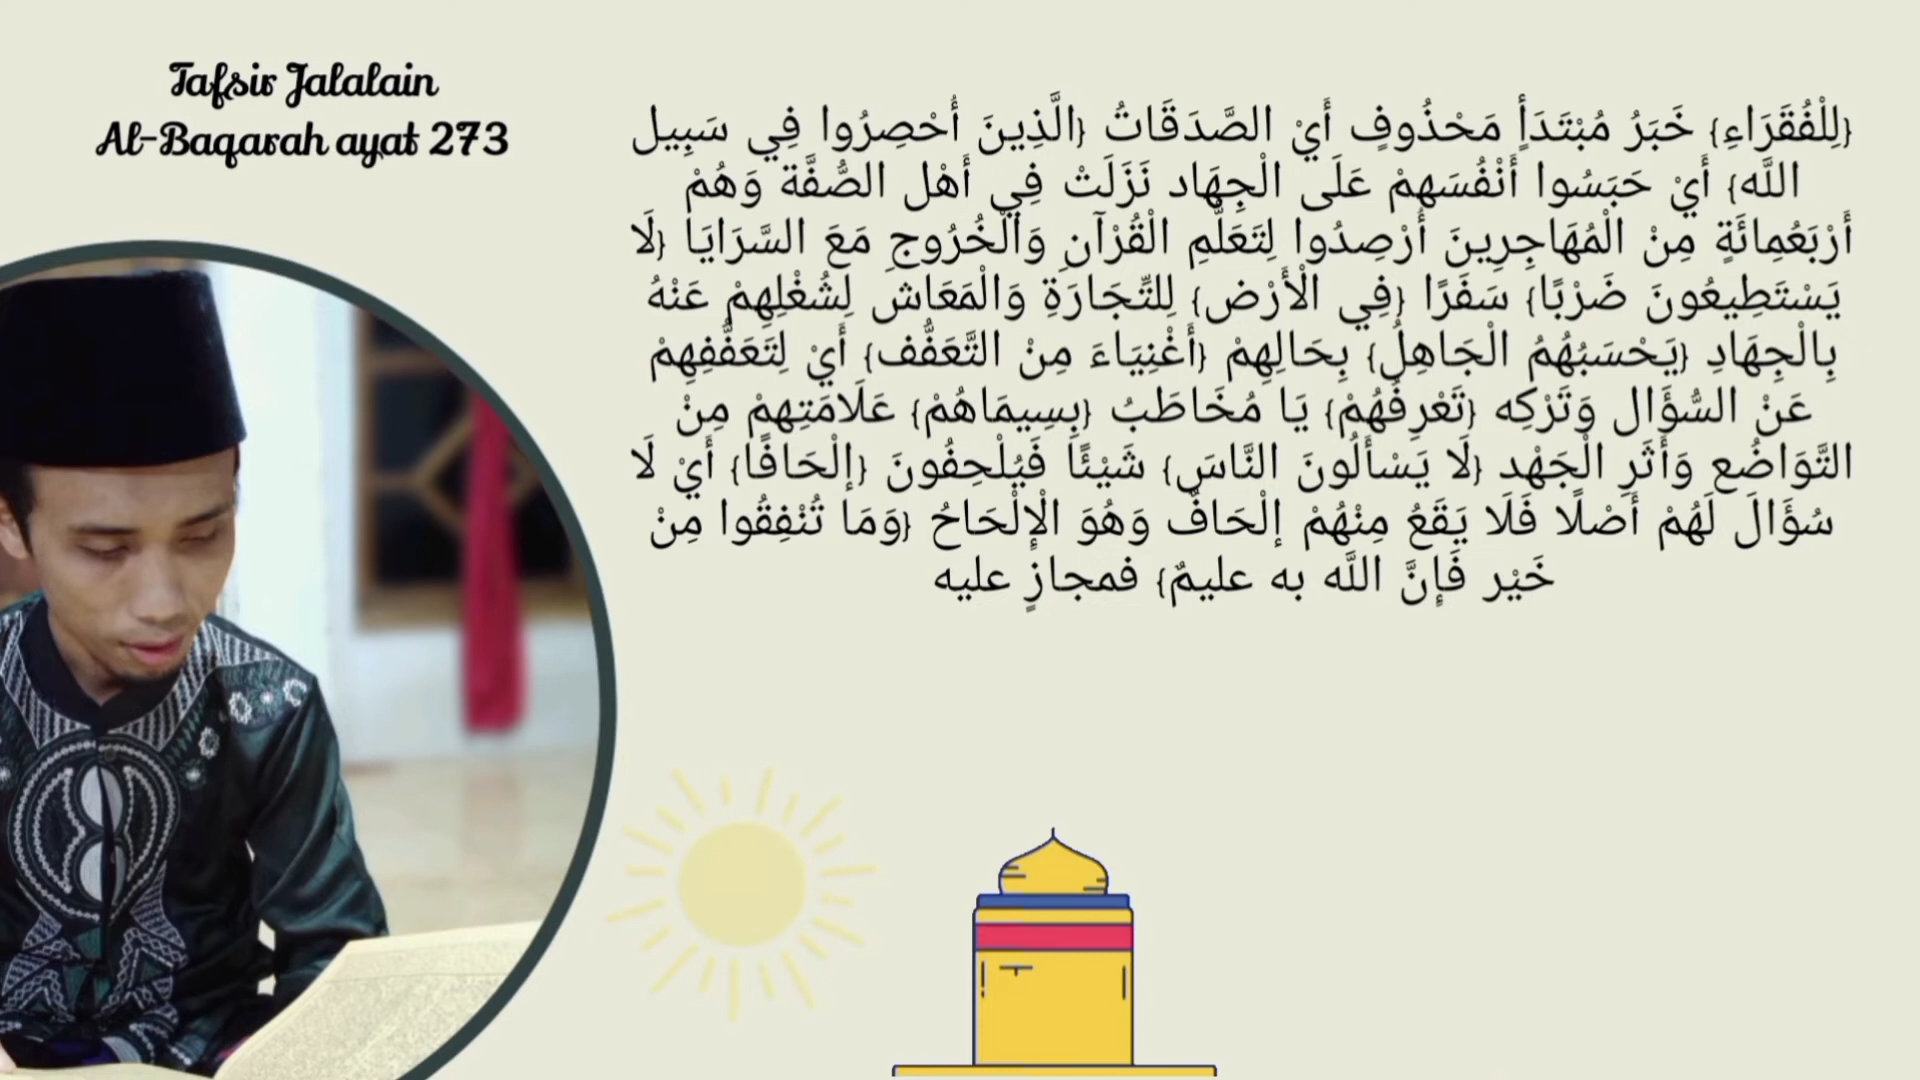 Tafsir Jalalain
Al-Baqarah ayat 273
{لِلْفُقَرَاءِ} خَبَرُ مُبْتَدَأٍ مَحْذُوفٍ أَيْ الصَّدَقَاتُ {الَّذِينَ أُحْصِرُوا فِي سَبِيل
اللَّه} أَيْ حَبَسُوا أَنْفُسَهِمْ عَلَى الْجِهَاد نَزَلَتْ فِي أَهْل الصُّفَّة وَهُمْ
أَرْبَعُمِائَةٍ مِنْ الْمُهَاجِرِينَ أُرْصِدُوا لِتَعَلُّمِ الْقُرْآنِ وَالْخُرُوجِ مَعَ السَّرَايَا {لَا
يَسْتَطِيعُونَ ضَرْبًا} سَفَرًا {فِي الْأَرْض} لِلتِّجَارَةِ وَالْمَعَاش لِشُغْلِهِمْ عَنْهُ
بِالْجِهَادِ {يَحْسَبُهُمُ الْجَاهِلُ} بِحَالِهِمْ {أَغْنِيَاءَ مِنْ التَّعَفُّف} أَيْ لِتَعَفُّفِهِمْ
عَنْ السُّؤَال وَتَرْكِه {تَعْرِفُهُمْ} يَا مُخَاطَبُ {بِسِيمَاهُمْ} عَلَامَتِهِمْ مِنْ
التَّوَاضُع وَأَثَر الْجَهْد {لَا يَسْأَلُونَ النَّاسَ} شَيْئًا فَيُلْحِفُونَ {إلْحَافًا} أَيْ لَا
سُؤَالَ لَهُمْ أَصْلًا فَلَا يَقَعُ مِنْهُمْ إلْحَافٌ وَهُوَ الْإِلْحَاحُ {وَمَا تُنْفِقُوا مِنْ
خَيْر فَإِنَّ اللَّه به عليمٌ} فمجازٍ عليه